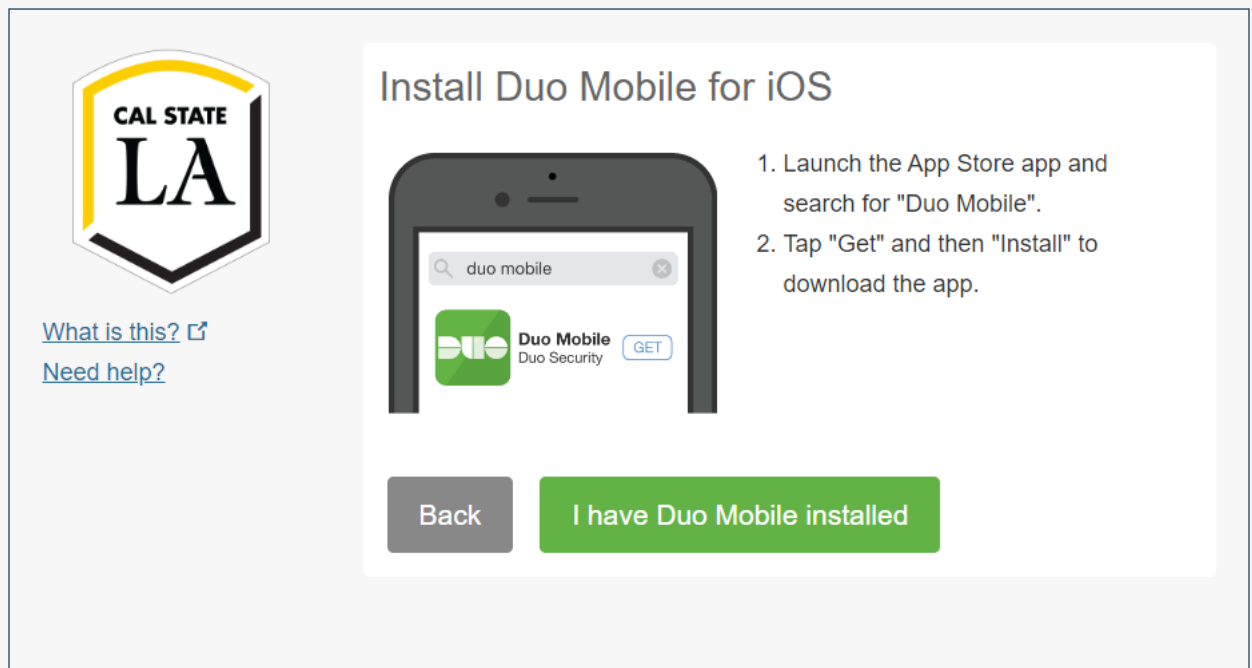 CAL STATE
LA
What is this?
Need help?
Install Duo Mobile for iOS
duo mobile
DUO
Duo Mobile
Duo Security
GET
1. Launch the App Store app and
search for "Duo Mobile".
2. Tap "Get" and then "Install" to
download the app.
Back
I have Duo Mobile installed